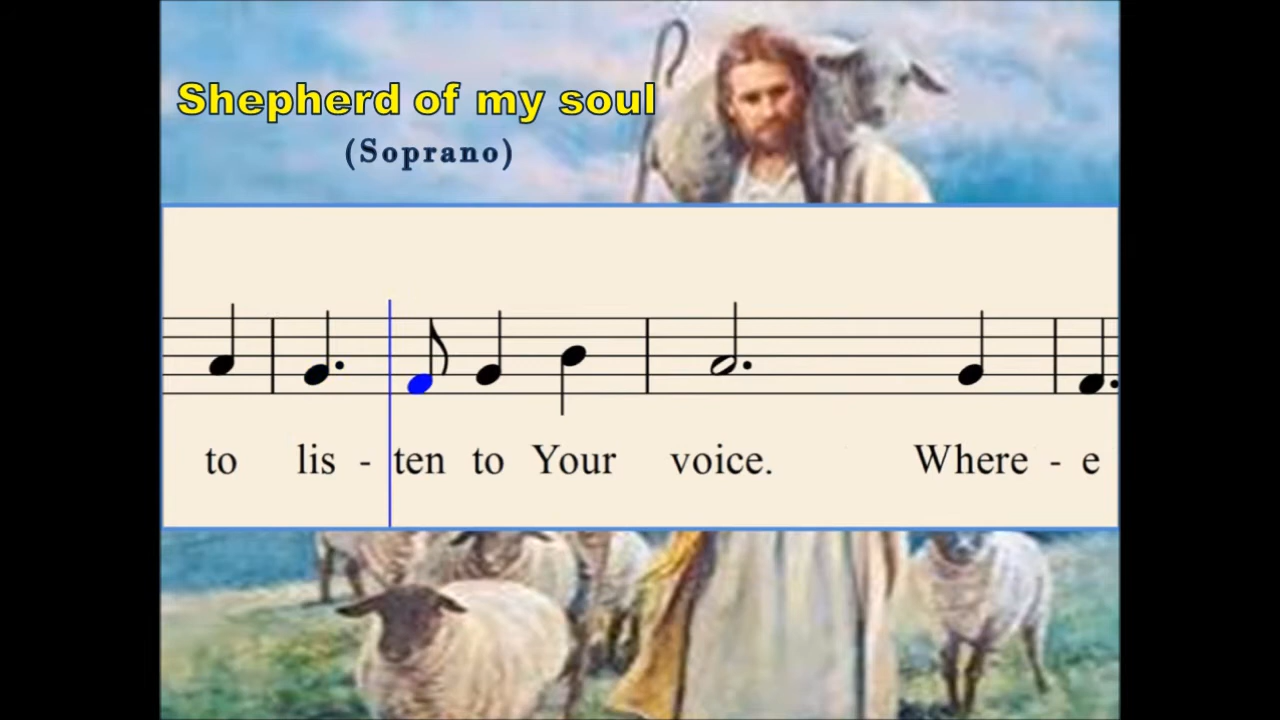 Shepherd of my soul
(Soprano)
to lis - ten to Your voice. Where - e